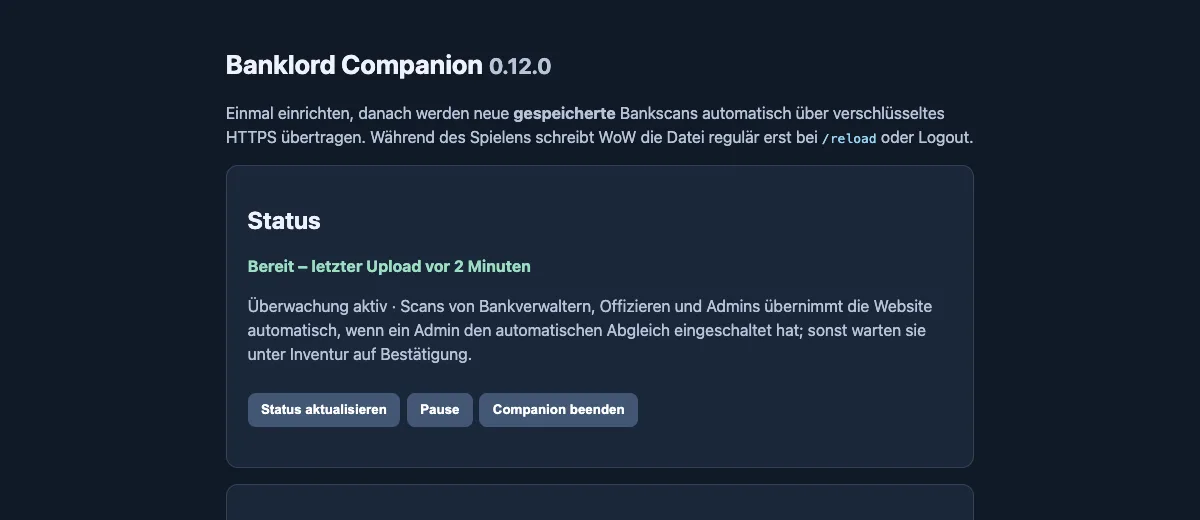 Banklord Companion 0.12.0
Einmal einrichten, danach werden neue gespeicherte Bankscans automatisch über verschlüsseltes
HTTPS übertragen. Während des Spielens schreibt WoW die Datei regulär erst bei /reload oder Logout.
Status
Bereit – letzter Upload vor 2 Minuten
Überwachung aktiv · Scans von Bankverwaltern, Offizieren und Admins übernimmt die Website
automatisch, wenn ein Admin den automatischen Abgleich eingeschaltet hat; sonst warten sie
unter Inventur auf Bestätigung.
Status aktualisieren Pause Companion beenden